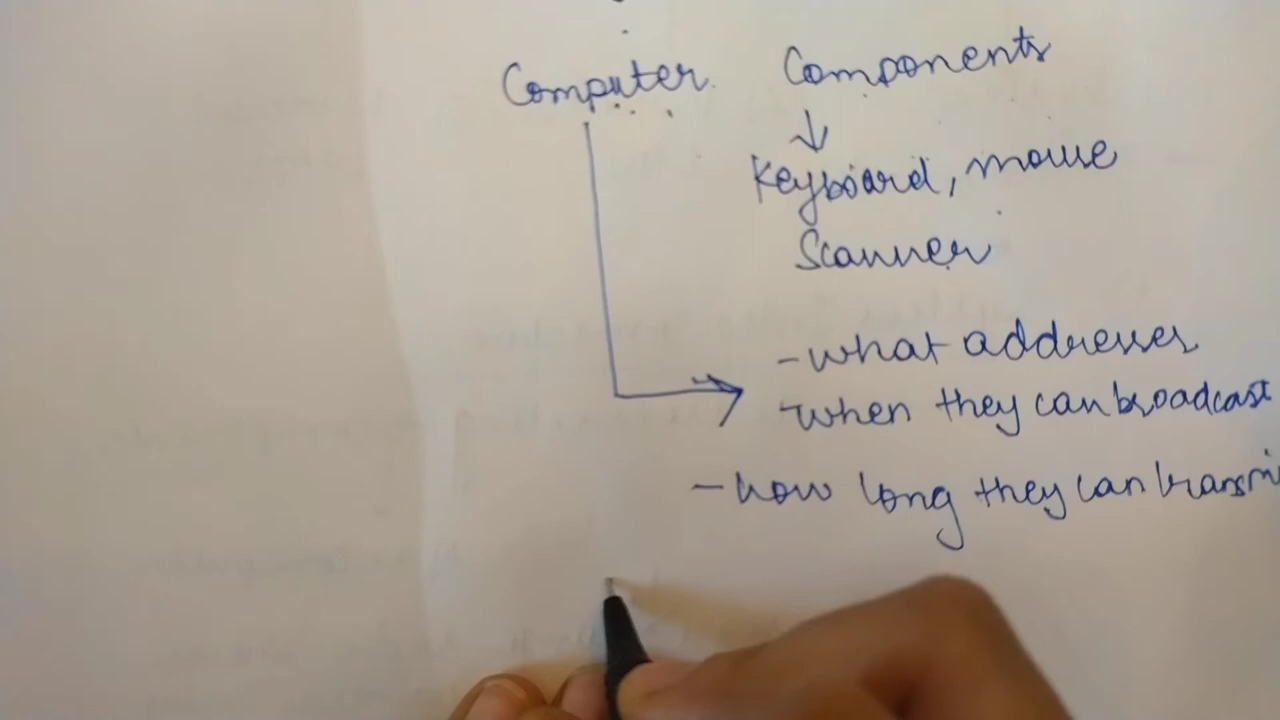 Computer Components
↓
Keyboard, mouse
Scanner
- what addresses
- when they can broadcast
- how long they can transmi